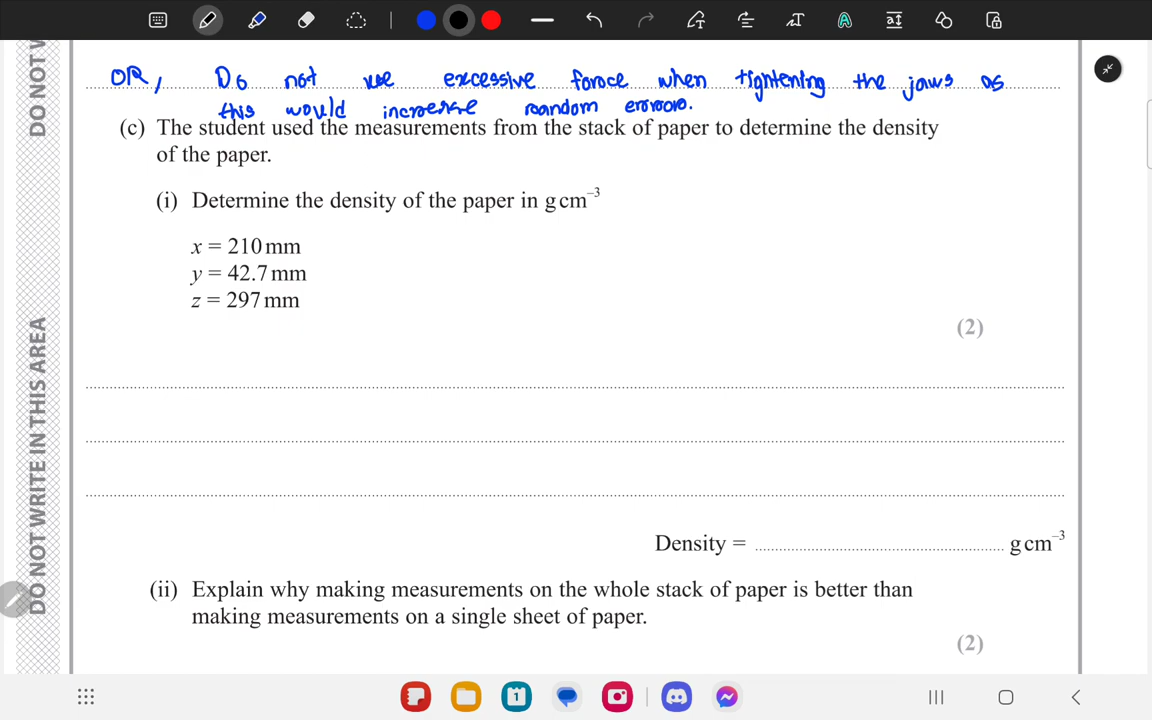 OR, Do not use excessive force when tightening the jaws as
this would increase random errors.
(c) The student used the measurements from the stack of paper to determine the density
of the paper.
(i) Determine the density of the paper in g cm⁻³
x = 210 mm
y = 42.7 mm
z = 297 mm
(2)
Density = ........................................ g cm⁻³
(ii) Explain why making measurements on the whole stack of paper is better than
making measurements on a single sheet of paper.
(2)
DO NOT W
DO NOT WRITE IN THIS AREA
1